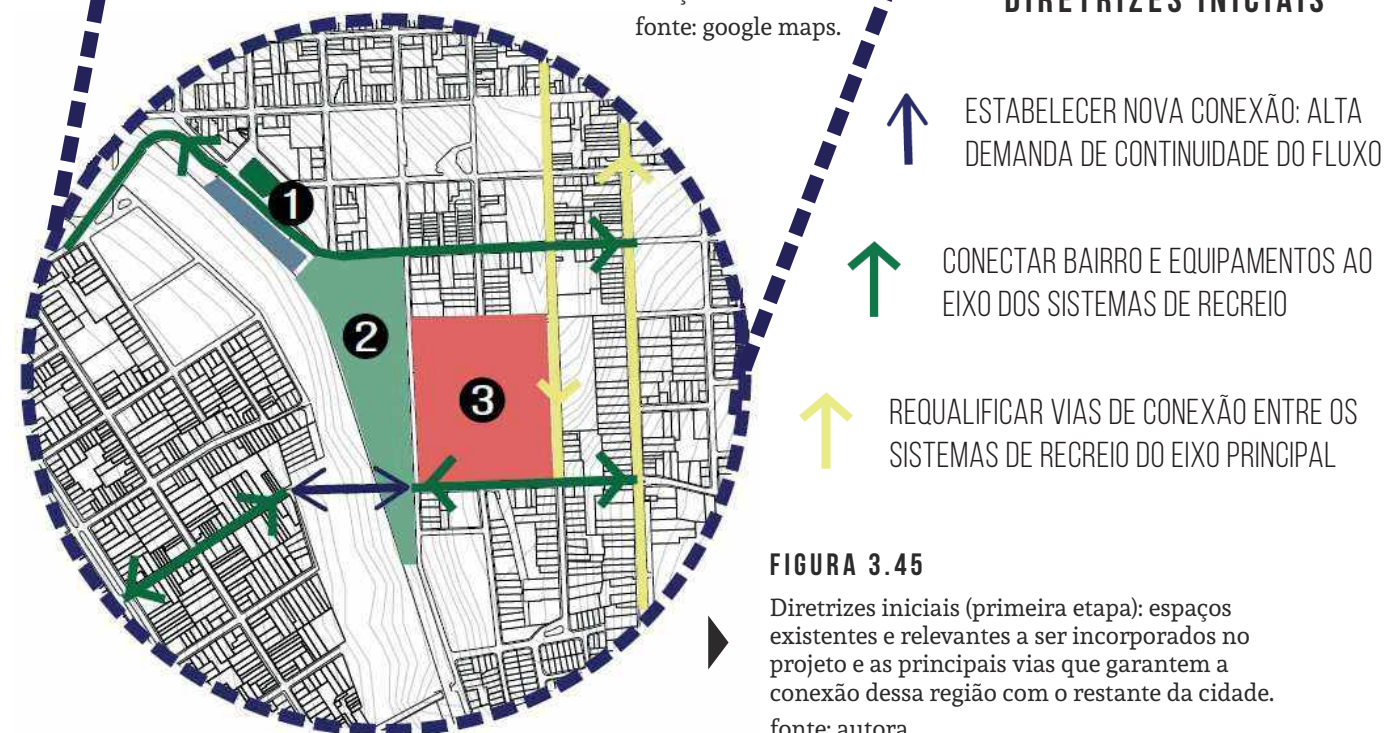 fonte: google maps.
DIRETRIZES INICIAIS
ESTABELECER NOVA CONEXÃO: ALTA
DEMANDA DE CONTINUIDADE DO FLUXO
CONECTAR BAIRRO E EQUIPAMENTOS AO
EIXO DOS SISTEMAS DE RECREIO
REQUALIFICAR VIAS DE CONEXÃO ENTRE OS
SISTEMAS DE RECREIO DO EIXO PRINCIPAL
1
2
3
FIGURA 3.45
Diretrizes iniciais (primeira etapa): espaços
existentes e relevantes a ser incorporados no
projeto e as principais vias que garantem a
conexão dessa região com o restante da cidade.
fonte: autora